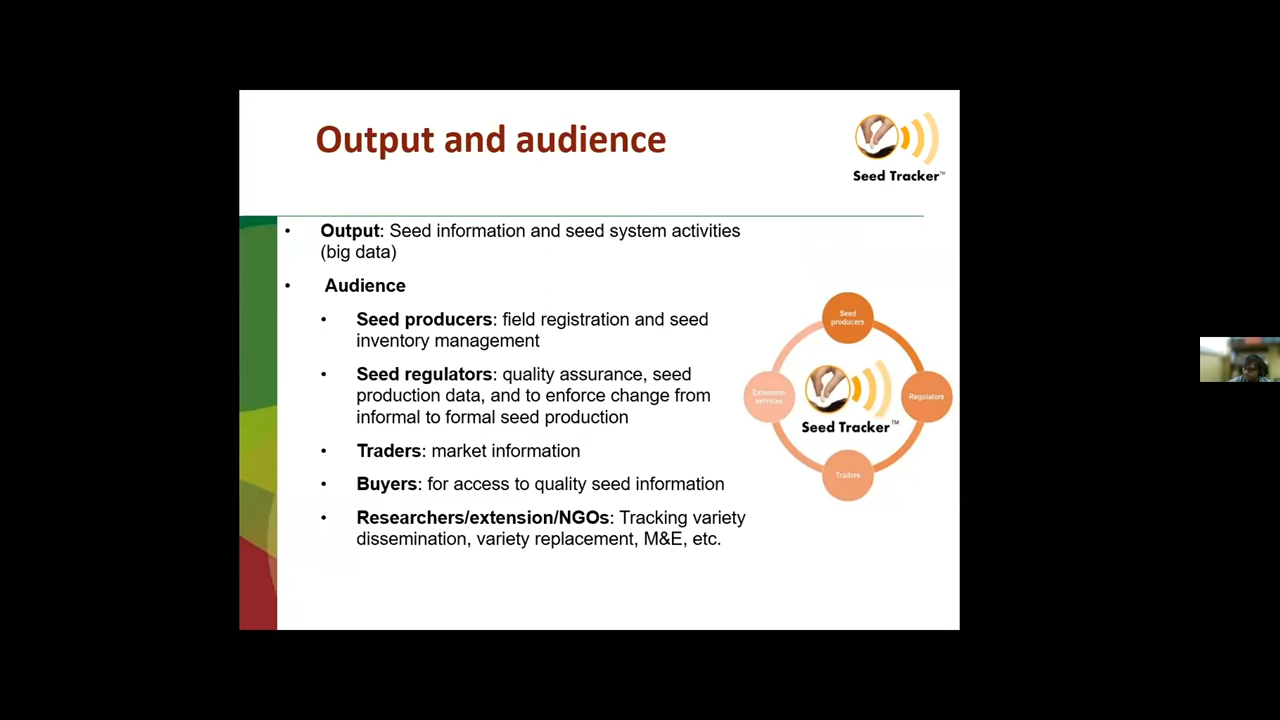 Output and audience
Seed Tracker™
• Output: Seed information and seed system activities
(big data)
• Audience
• Seed producers: field registration and seed
inventory management
• Seed regulators: quality assurance, seed
production data, and to enforce change from
informal to formal seed production
• Traders: market information
• Buyers: for access to quality seed information
• Researchers/extension/NGOs: Tracking variety
dissemination, variety replacement, M&E, etc.
Seed
producers
Extension
services
Regulators
Seed Tracker™
Traders